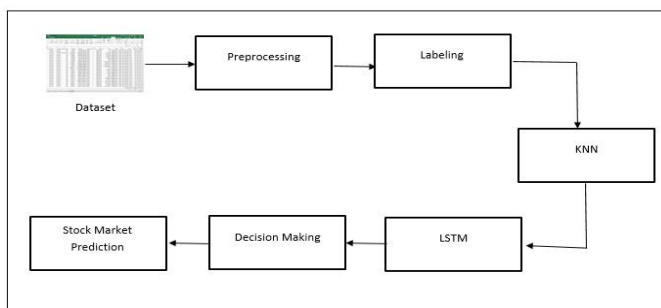 Dataset
Preprocessing
Labeling
KNN
LSTM
Decision Making
Stock Market
Prediction